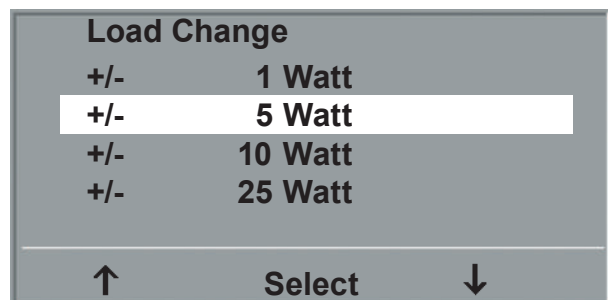 Load Change
+/- 1 Watt
+/- 5 Watt
+/- 10 Watt
+/- 25 Watt
↑ Select ↓